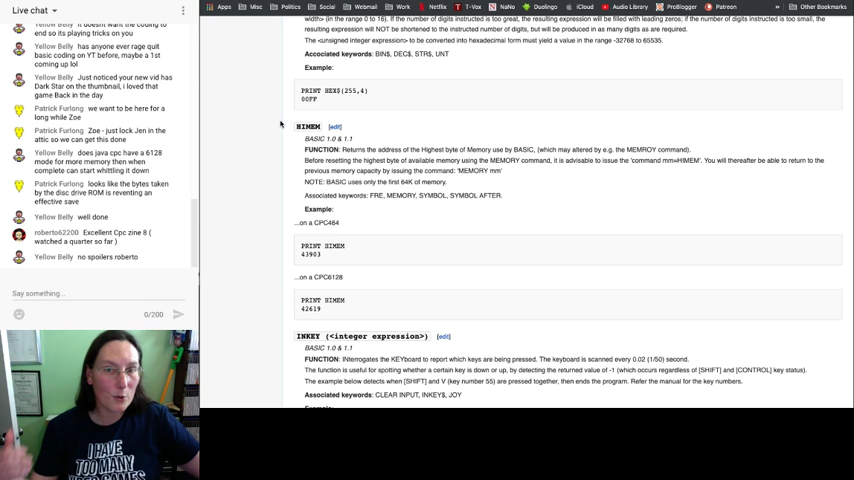 Live chat
Apps Misc Politics Social Webmail Work Netflix T-Vox NaNo Duolingo iCloud Audio Library ProBlogger Patreon » Other Bookmarks
Yellow Belly it doesnt want the coding to
end so its playing tricks on you
Yellow Belly has anyone ever rage quit
basic coding on YT before, maybe a 1st
coming up lol
Yellow Belly Just noticed your new vid has
Dark Star on the thumbnail, i loved that
game Back in the day
Patrick Furlong we want to be here for a
long while Zoe
Patrick Furlong Zoe - just lock Jen in the
attic so we can get this done
Yellow Belly does java cpc have a 6128
mode for more memory then when
complete can start whittling it down
Patrick Furlong looks like the bytes taken
by the disc drive ROM is reventing an
effective save
Yellow Belly well done
roberto62200 Excellent Cpc zine 8 (
watched a quarter so far )
Yellow Belly no spoilers roberto
Say something...
0/200
width> (in the range 0 to 16). If the number of digits instructed is too great, the resulting expression will be filled with leading zeros; if the number of digits instructed is too small, the
resulting expression will NOT be shortened to the instructed number of digits, but will be produced in as many digits as are required.
The <unsigned integer expression> to be converted into hexadecimal form must yield a value in the range -32768 to 65535.
Accociated keywords: BIN$, DEC$, STR$, UNT
Example:
PRINT HEX$(255,4)
00FF
HIMEM [edit]
BASIC 1.0 & 1.1
FUNCTION: Returns the address of the Highest byte of Memory use by BASIC, (which may altered by e.g. the MEMROY command).
Before resetting the highest byte of available memory using the MEMORY command, it is advisable to issue the 'command mm=HIMEM'. You will thereafter be able to return to the
previous memory capacity by issuing the command: 'MEMORY mm'
NOTE: BASIC uses only the first 64K of memory.
Associated keywords: FRE, MEMORY, SYMBOL, SYMBOL AFTER.
Example:
...on a CPC464
PRINT HIMEM
43903
...on a CPC6128
PRINT HIMEM
42619
INKEY (<integer expression>) [edit]
BASIC 1.0 & 1.1
FUNCTION: INterrogates the KEYboard to report which keys are being pressed. The keyboard is scanned every 0.02 (1/50) second.
The function is useful for spotting whether a certain key is down or up, by detecting the returned value of -1 (which occurs regardless of [SHIFT] and [CONTROL] key status).
The example below detects when [SHIFT] and V (key number 55) are pressed together, then ends the program. Refer the manual for the key numbers.
Associated keywords: CLEAR INPUT, INKEY$, JOY
I HAVE
TOO MANY